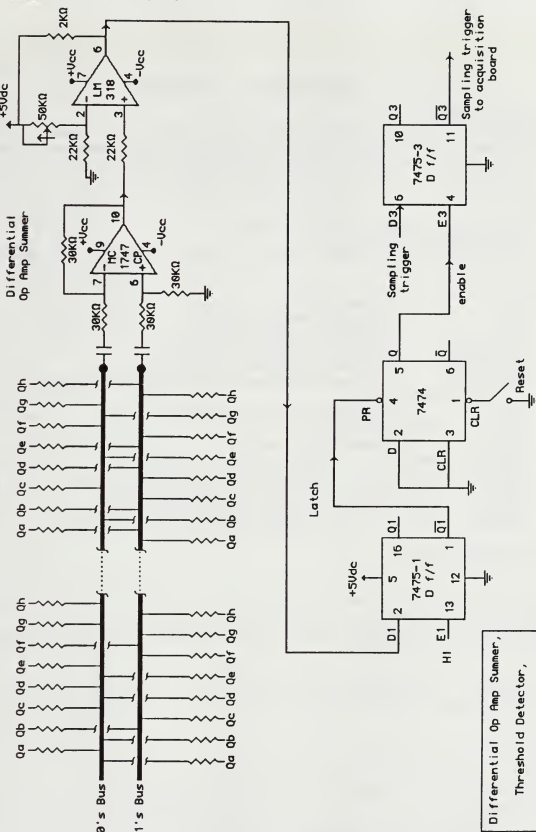 +5Vdc
2KΩ
50KΩ
6
+Vcc
7
LM
318
4
-Vcc
2
-
3
+
22KΩ
22KΩ
Differential
Op Amp Summer
30KΩ
10
+Vcc
9
MC
1747
CP
4
-Vcc
7
-
6
+
30KΩ
30KΩ
30KΩ
Qa Qb Qc Qd Qe Qf Qg Qh
Qa Qb Qc Qd Qe Qf Qg Qh
0's Bus
1's Bus
Qa Qb Qc Qd Qe Qf Qg Qh
Qa Qb Qc Qd Qe Qf Qg Qh
HI
D1
E1
+5Vdc
2
5
16
Q1
7475-1
D f/f
13
12
1
Q1
Latch
PR
D
2
4
5
Q
7474
CLR
3
1
6
Q
CLR
Reset
enable
Sampling
trigger
D3
6
10
Q3
7475-3
D f/f
E3
4
11
Q3
Sampling trigger
to acquisition
board
Differential Op Amp Summer,
Threshold Detector,